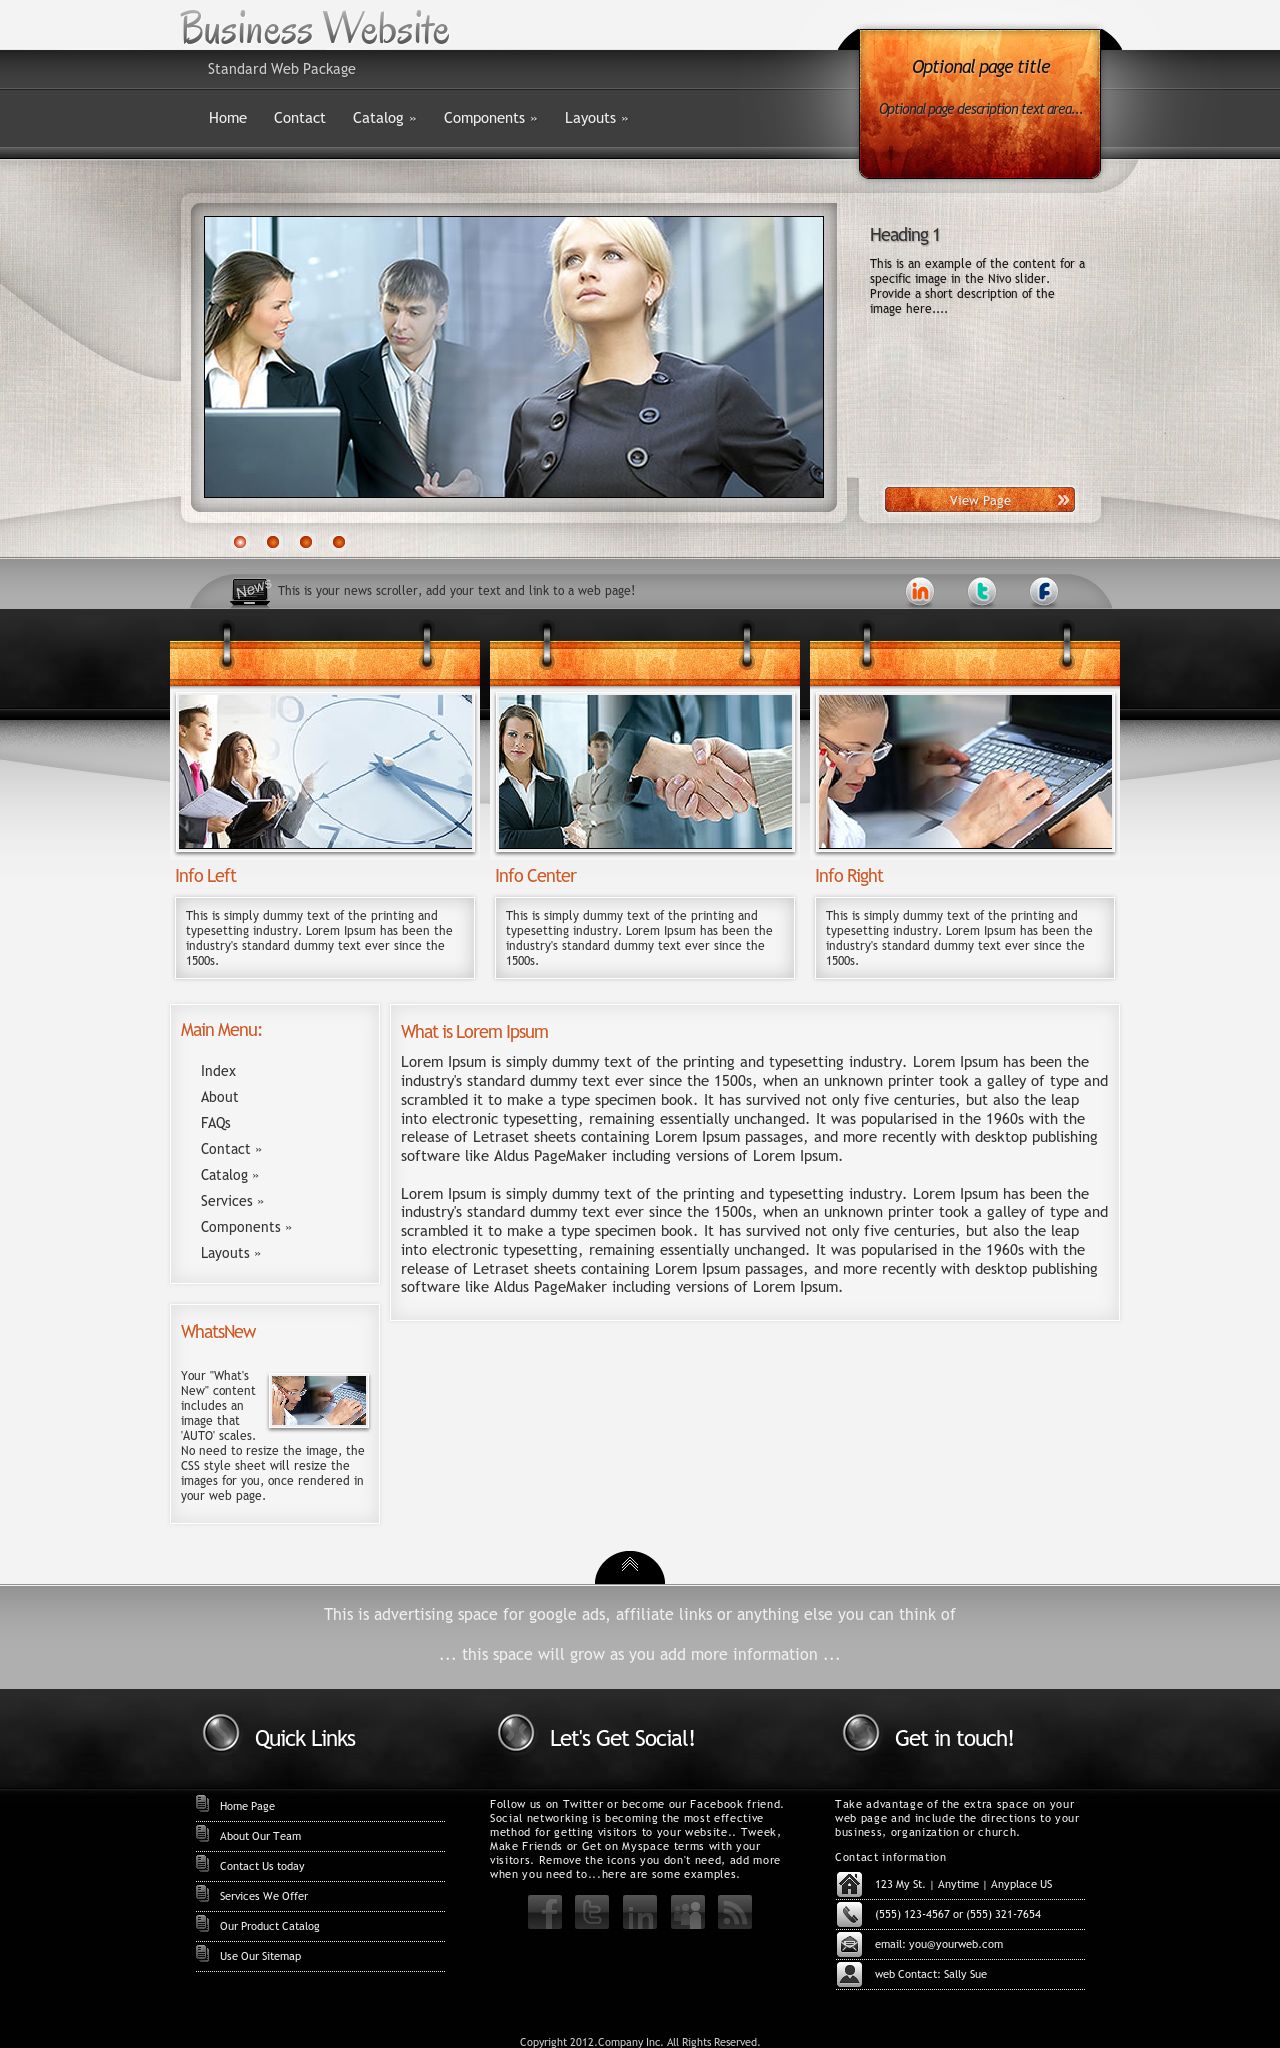 Business Website
Standard Web Package
Home Contact Catalog » Components » Layouts »
Optional page title
Optional page description text area...
Heading 1
This is an example of the content for a
specific image in the Nivo slider.
Provide a short description of the
image here....
View Page »
News
This is your news scroller, add your text and link to a web page!
in t F
Info Left
This is simply dummy text of the printing and
typesetting industry. Lorem Ipsum has been the
industry's standard dummy text ever since the
1500s.
Info Center
This is simply dummy text of the printing and
typesetting industry. Lorem Ipsum has been the
industry's standard dummy text ever since the
1500s.
Info Right
This is simply dummy text of the printing and
typesetting industry. Lorem Ipsum has been the
industry's standard dummy text ever since the
1500s.
Main Menu:
Index
About
FAQs
Contact »
Catalog »
Services »
Components »
Layouts »
WhatsNew
Your "What's
New" content
includes an
image that
'AUTO' scales.
No need to resize the image, the
CSS style sheet will resize the
images for you, once rendered in
your web page.
What is Lorem Ipsum
Lorem Ipsum is simply dummy text of the printing and typesetting industry. Lorem Ipsum has been the
industry's standard dummy text ever since the 1500s, when an unknown printer took a galley of type and
scrambled it to make a type specimen book. It has survived not only five centuries, but also the leap
into electronic typesetting, remaining essentially unchanged. It was popularised in the 1960s with the
release of Letraset sheets containing Lorem Ipsum passages, and more recently with desktop publishing
software like Aldus PageMaker including versions of Lorem Ipsum.
Lorem Ipsum is simply dummy text of the printing and typesetting industry. Lorem Ipsum has been the
industry's standard dummy text ever since the 1500s, when an unknown printer took a galley of type and
scrambled it to make a type specimen book. It has survived not only five centuries, but also the leap
into electronic typesetting, remaining essentially unchanged. It was popularised in the 1960s with the
release of Letraset sheets containing Lorem Ipsum passages, and more recently with desktop publishing
software like Aldus PageMaker including versions of Lorem Ipsum.
This is advertising space for google ads, affiliate links or anything else you can think of
... this space will grow as you add more information ...
Quick Links
Home Page
About Our Team
Contact Us today
Services We Offer
Our Product Catalog
Use Our Sitemap
Let's Get Social!
Follow us on Twitter or become our Facebook friend.
Social networking is becoming the most effective
method for getting visitors to your website.. Tweek,
Make Friends or Get on Myspace terms with your
visitors. Remove the icons you don't need, add more
when you need to...here are some examples.
f t in
Get in touch!
Take advantage of the extra space on your
web page and include the directions to your
business, organization or church.
Contact information
123 My St. | Anytime | Anyplace US
(555) 123-4567 or (555) 321-7654
email: you@yourweb.com
web Contact: Sally Sue
Copyright 2012.Company Inc. All Rights Reserved.